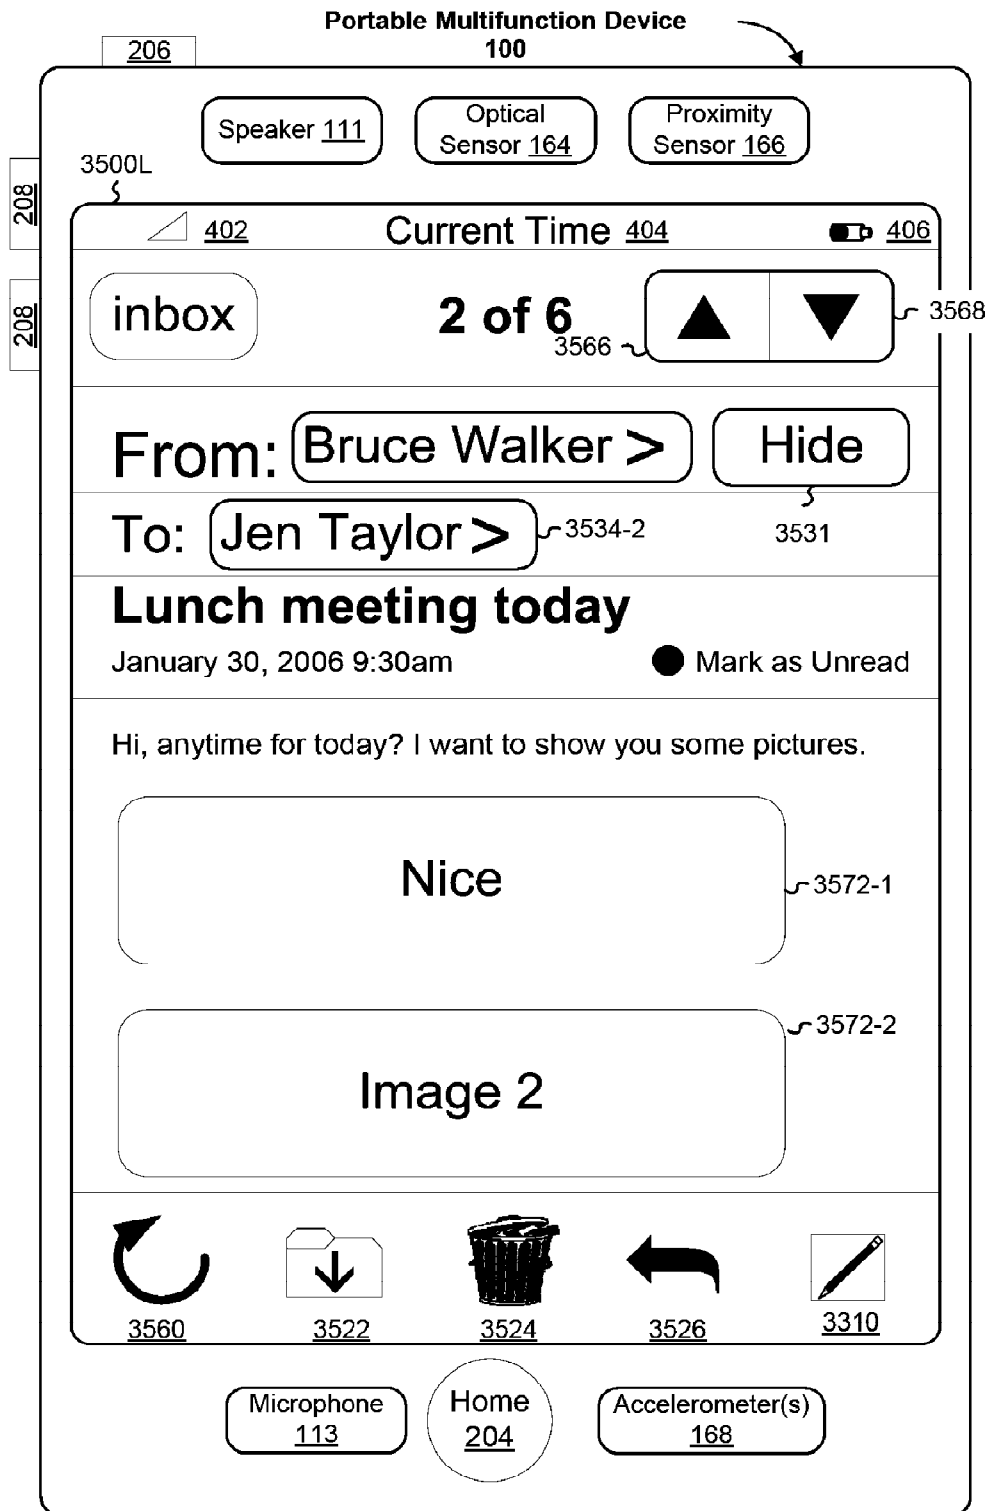 Portable Multifunction Device
100
206
Speaker 111
Optical
Sensor 164
Proximity
Sensor 166
3500L
208
208
402
Current Time 404
406
inbox
2 of 6
3566
3568
From: Bruce Walker >
Hide
3531
To: Jen Taylor >
3534-2
Lunch meeting today
January 30, 2006 9:30am
Mark as Unread
Hi, anytime for today? I want to show you some pictures.
Nice
3572-1
3572-2
Image 2
3560
3522
3524
3526
3310
Microphone
113
Home
204
Accelerometer(s)
168